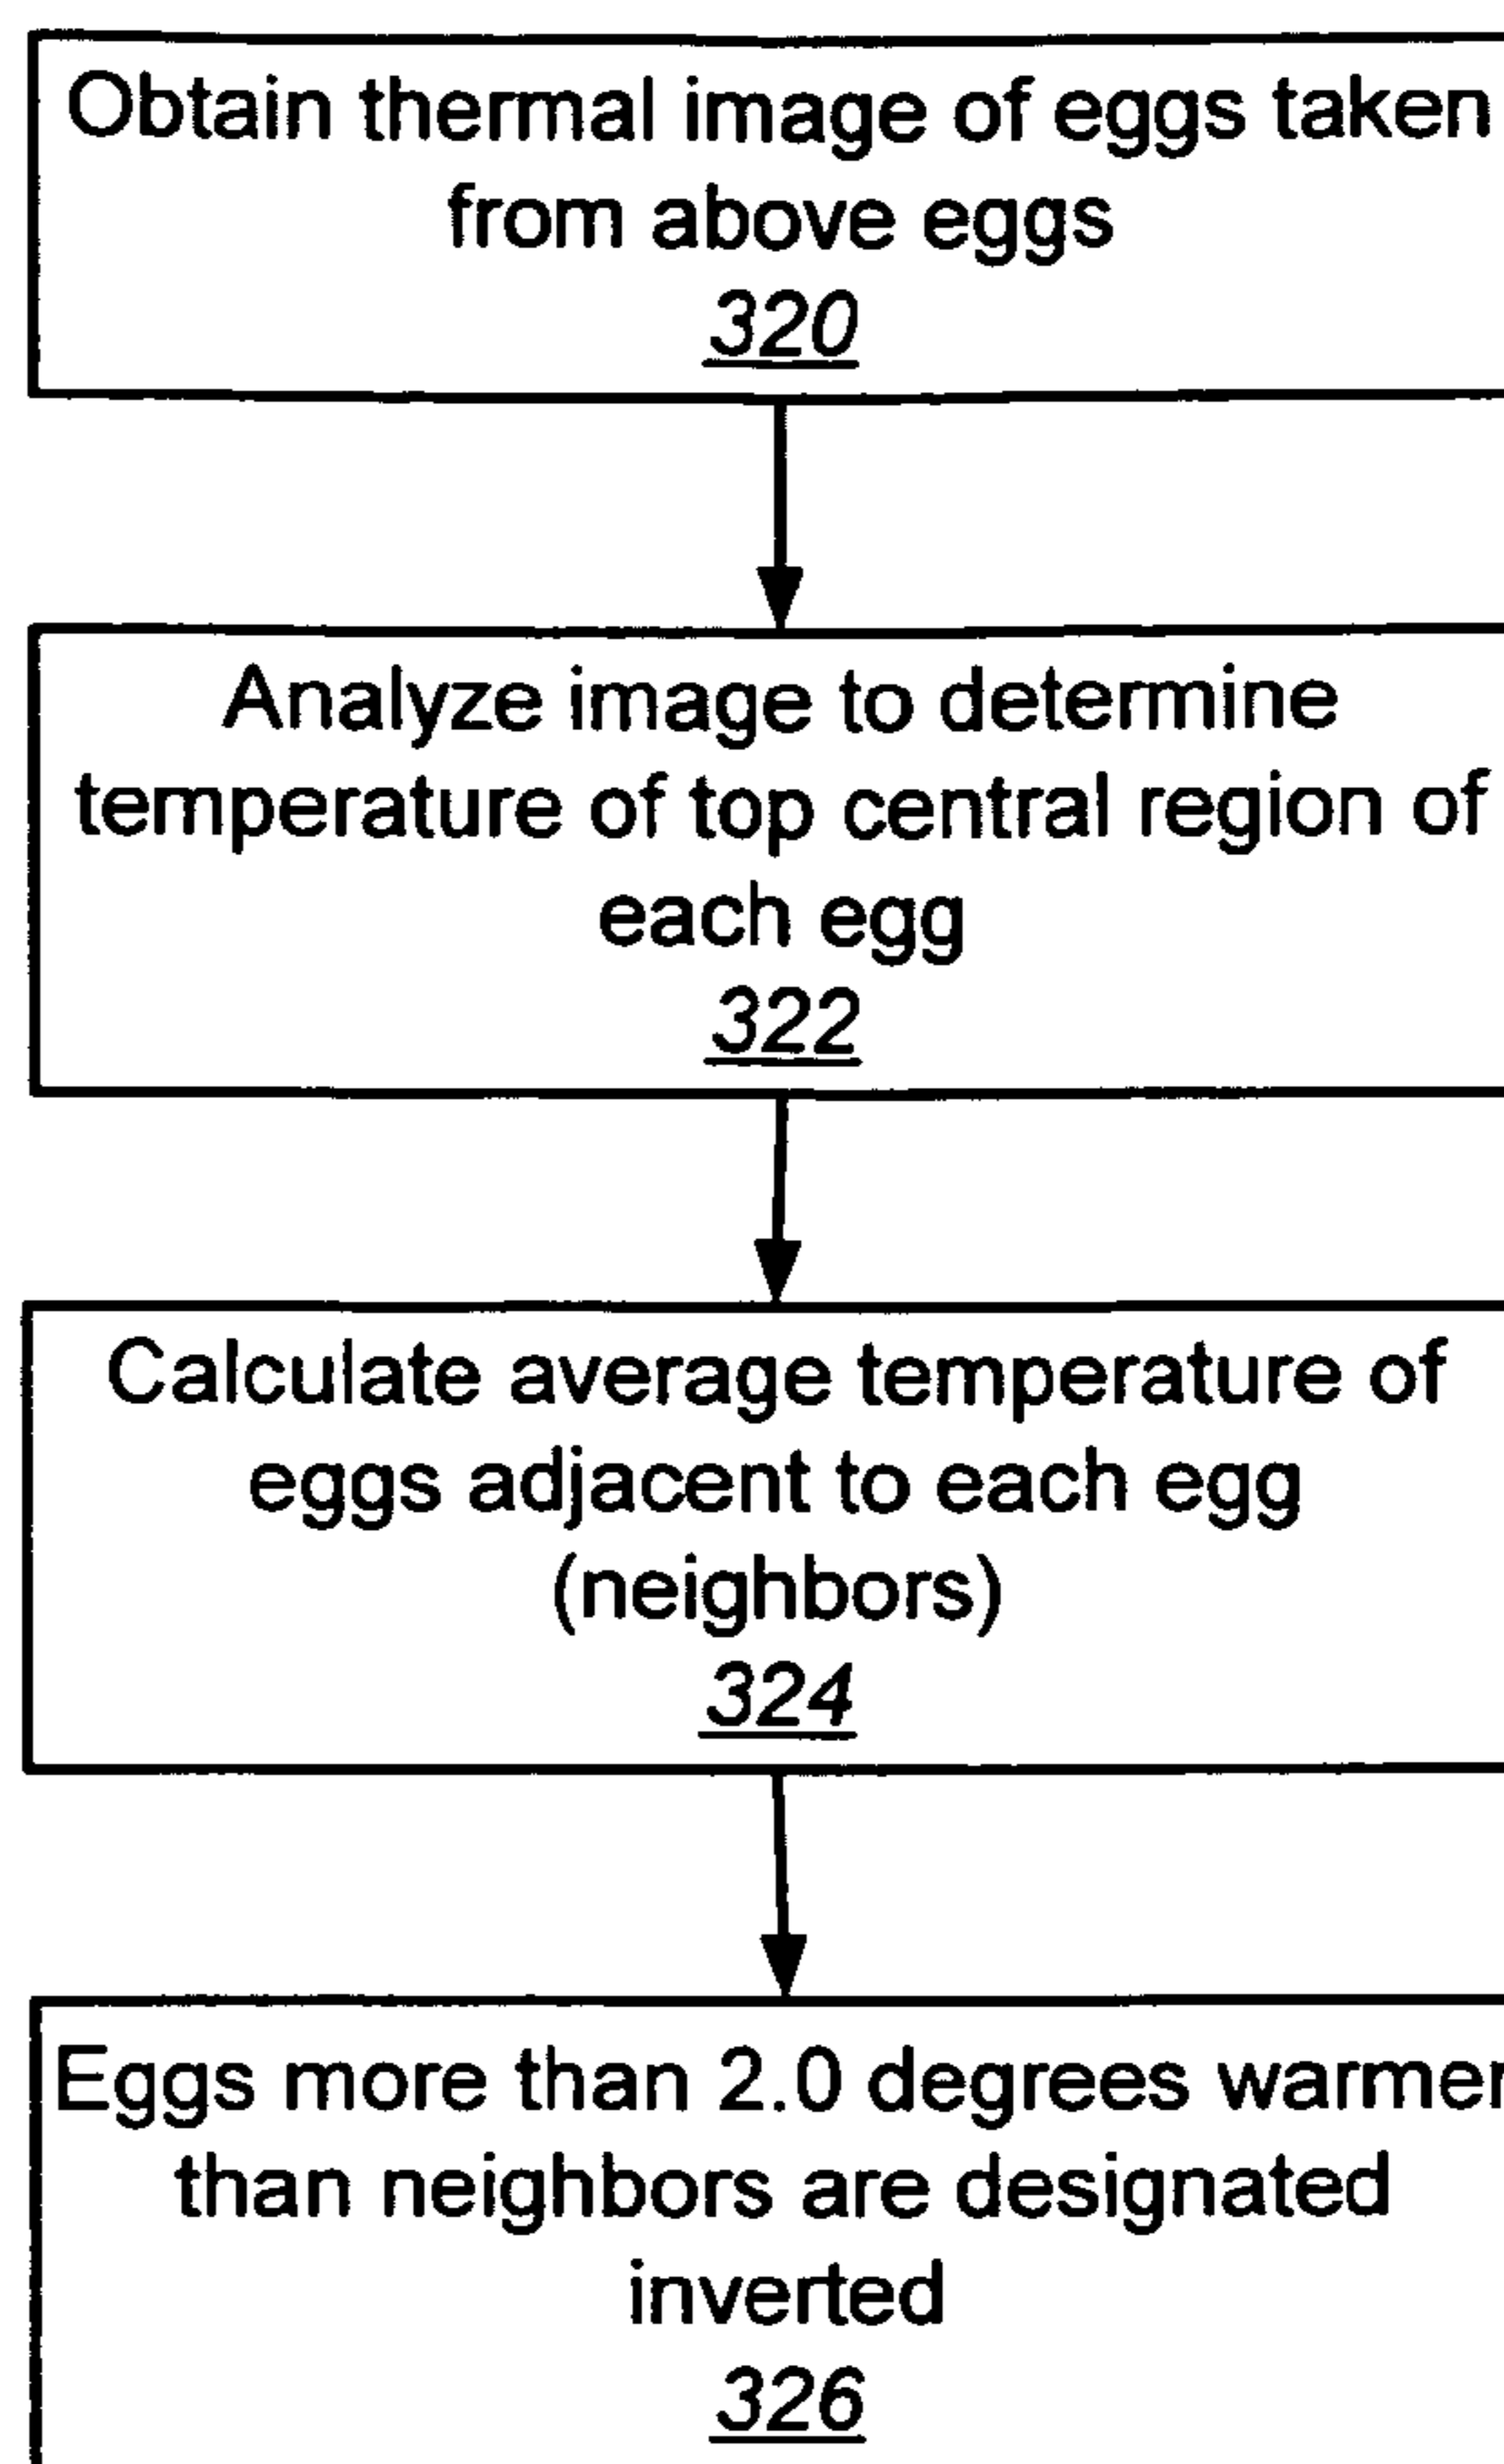 Obtain thermal image of eggs taken
from above eggs
320
Analyze image to determine
temperature of top central region of
each egg
322
Calculate average temperature of
eggs adjacent to each egg
(neighbors)
324
Eggs more than 2.0 degrees warmer
than neighbors are designated
inverted
326